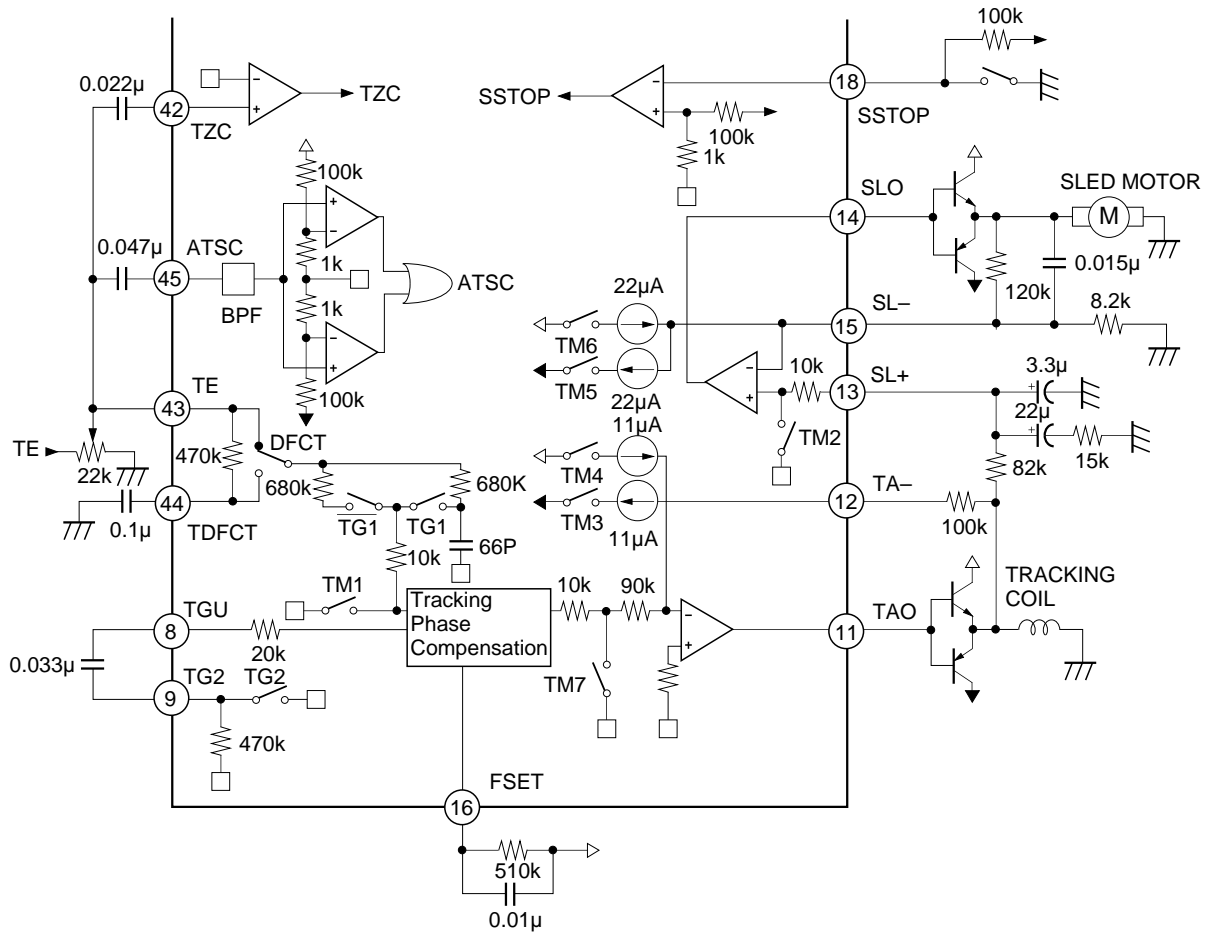 100k
0.022µ
42
TZC
−
+
TZC
SSTOP
−
+
100k
1k
18
SSTOP
100k
+
−
1k
1k
−
+
100k
ATSC
0.047µ
ATSC
45
BPF
SLO
14
SLED MOTOR
M
0.015µ
120k
8.2k
22µA
TM6
TM5
22µA
SL−
15
−
+
10k
13
SL+
3.3µ
+
22µ
+
15k
82k
TM2
TE
43
TE
22k
470k
DFCT
680k
680K
44
TDFCT
0.1µ
TG1
TG1
10k
66P
11µA
TM4
TM3
11µA
12
TA−
100k
TM1
Tracking
Phase
Compensation
10k
90k
−
+
TM7
TAO
11
TRACKING
COIL
TGU
8
20k
0.033µ
9
TG2
TG2
470k
FSET
16
510k
0.01µ